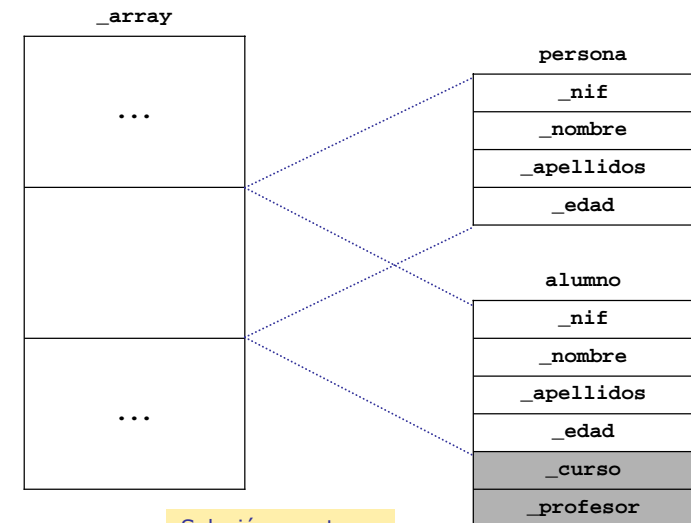 _array
...
...
persona
_nif
_nombre
_apellidos
_edad
alumno
_nif
_nombre
_apellidos
_edad
_curso
_profesor